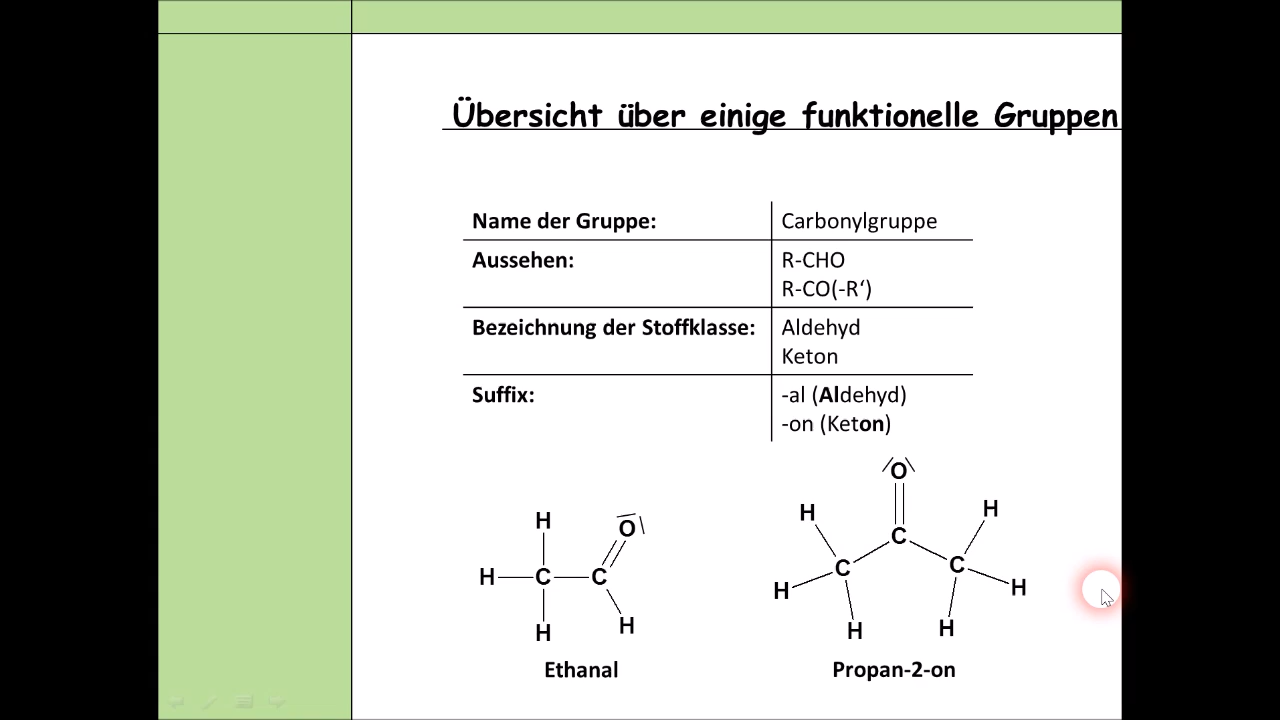 Übersicht über einige funktionelle Gruppen
Name der Gruppe: Carbonylgruppe
Aussehen: R-CHO
R-CO(-R‘)
Bezeichnung der Stoffklasse: Aldehyd
Keton
Suffix: -al (Aldehyd)
-on (Keton)
H O
H C C
H H
Ethanal
O
H H
C
C C
H H
H H
Propan-2-on